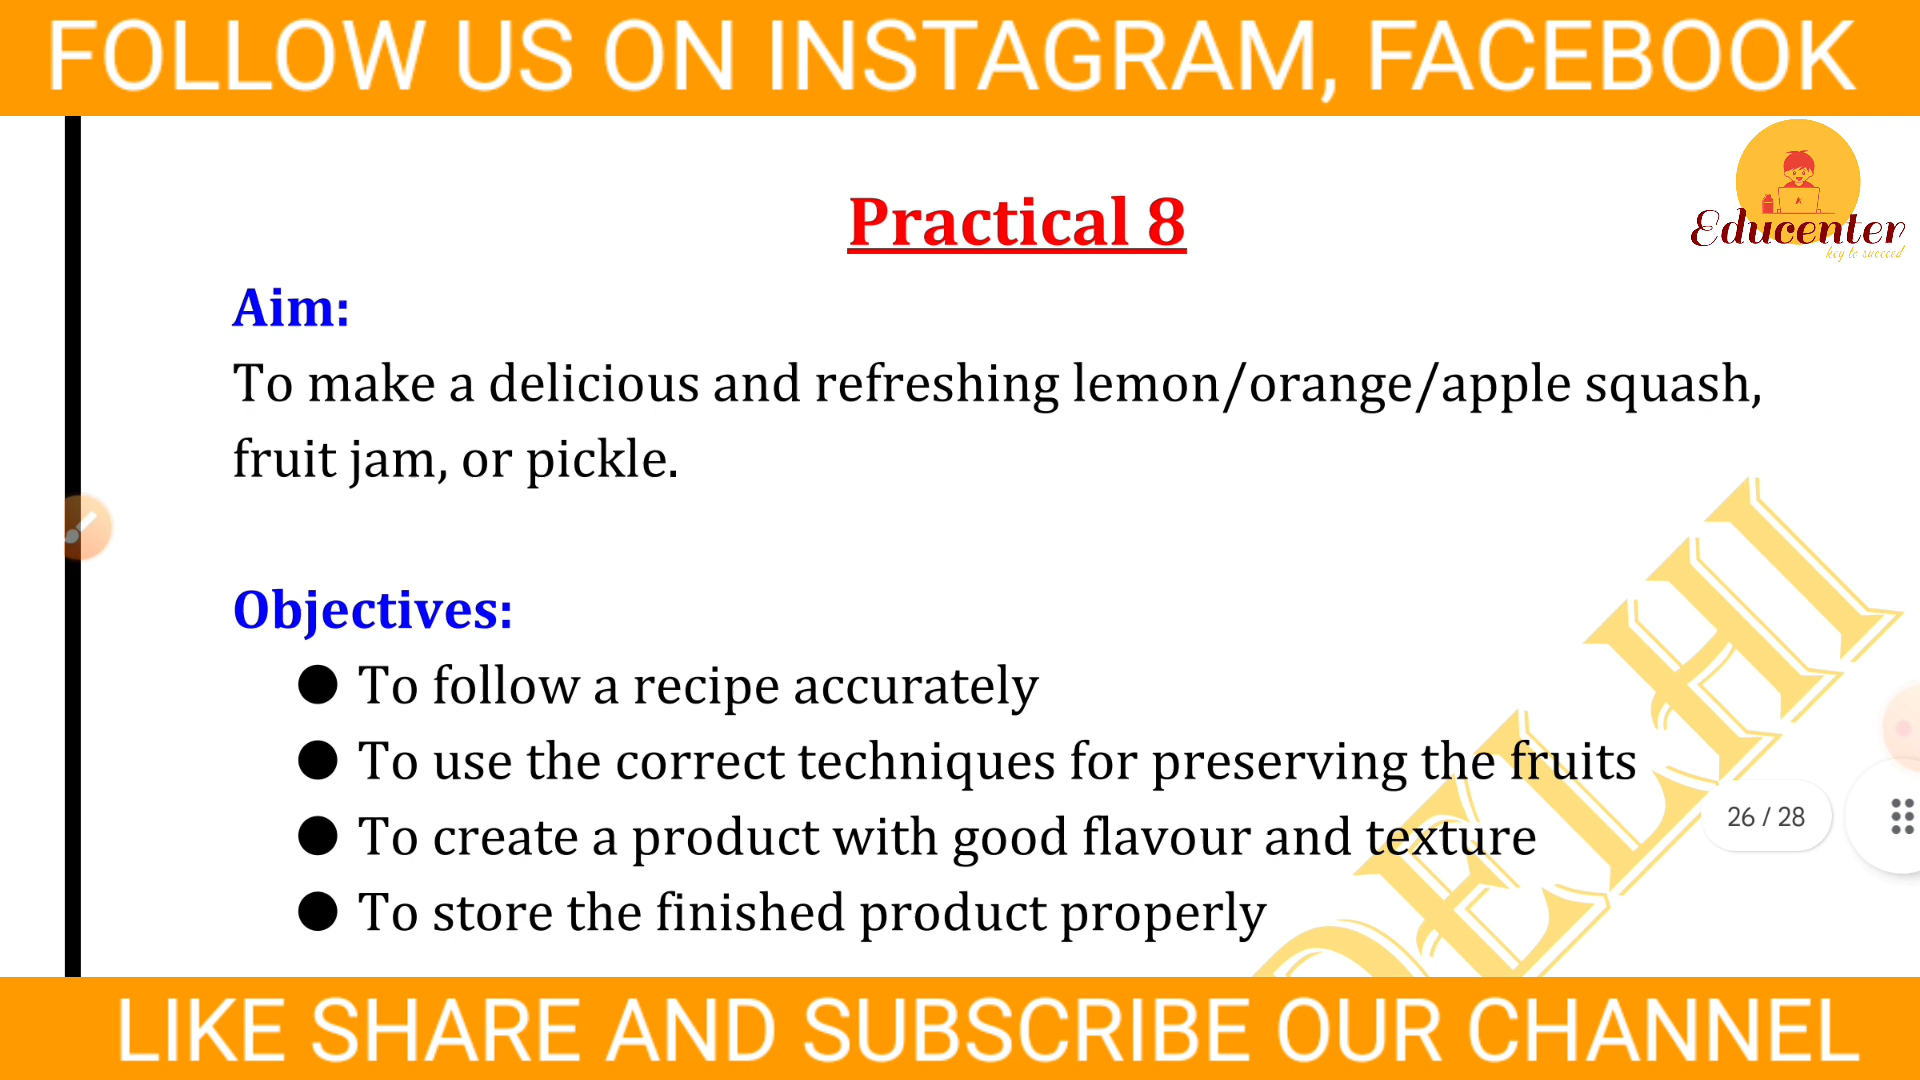 FOLLOW US ON INSTAGRAM, FACEBOOK
Educenter
key to succeed
Practical 8
Aim:
To make a delicious and refreshing lemon/orange/apple squash,
fruit jam, or pickle.
Objectives:
● To follow a recipe accurately
● To use the correct techniques for preserving the fruits
● To create a product with good flavour and texture
● To store the finished product properly
DELHI
26 / 28
LIKE SHARE AND SUBSCRIBE OUR CHANNEL